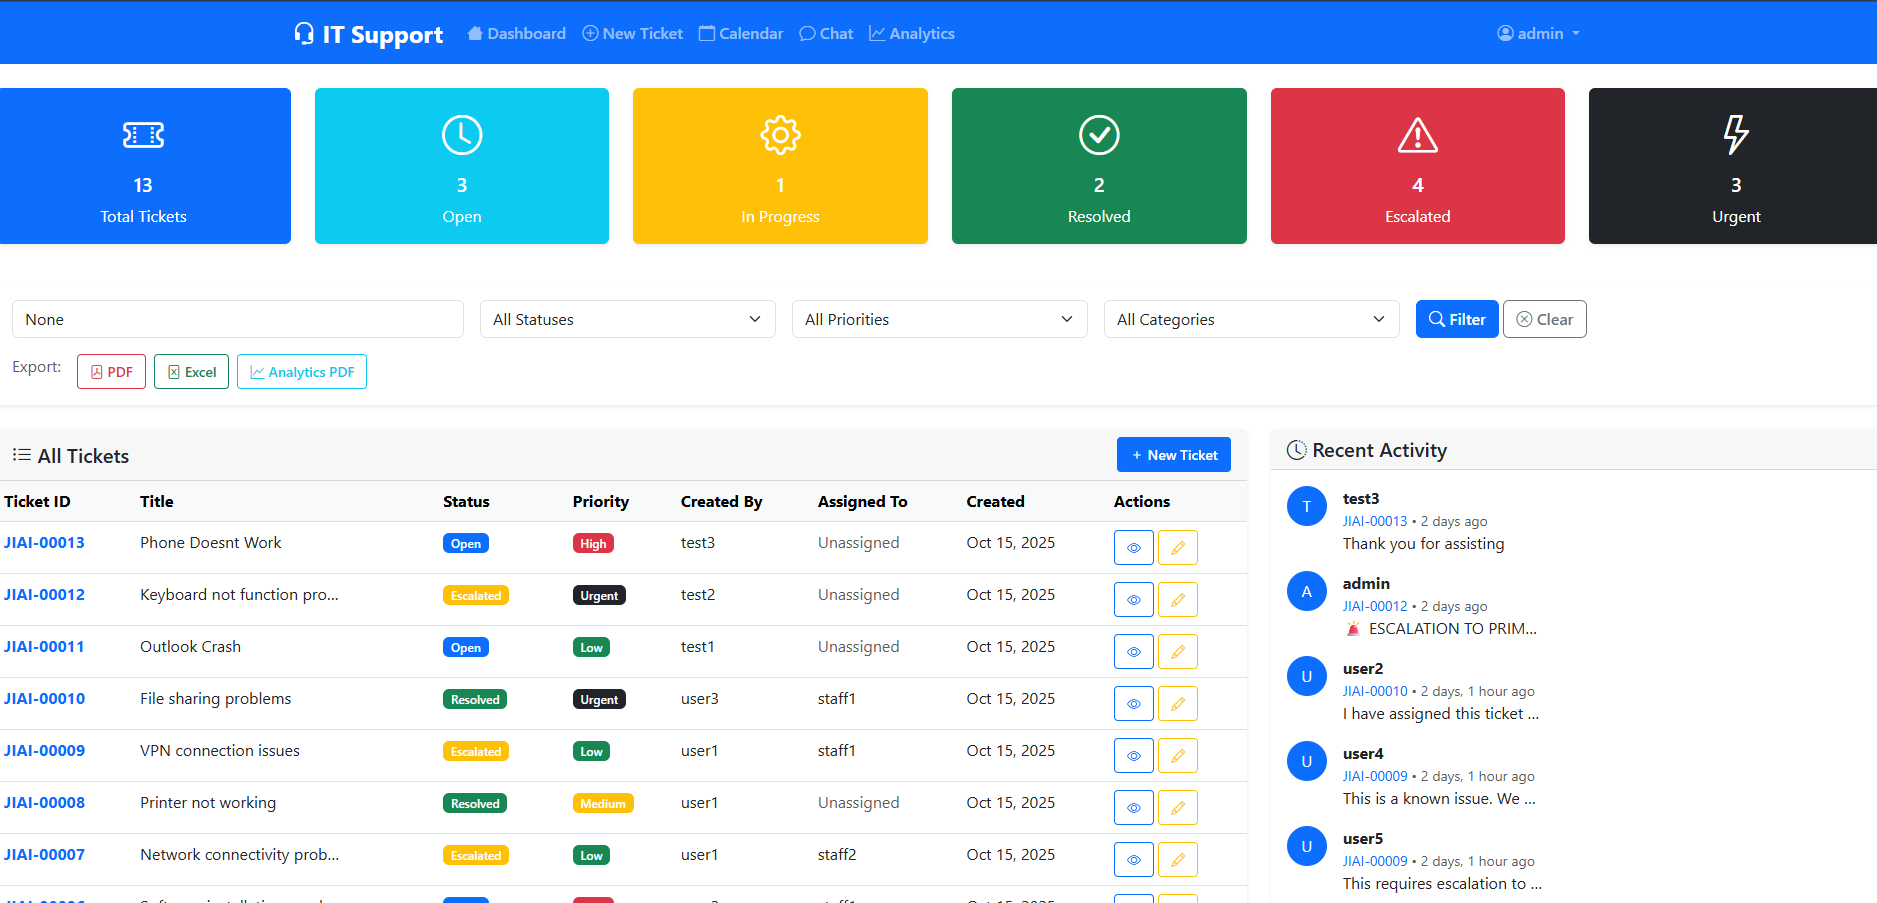 IT Support Dashboard New Ticket Calendar Chat Analytics admin
13 3 1 2 4 3
Total Tickets Open In Progress Resolved Escalated Urgent
None All Statuses All Priorities All Categories Filter Clear
Export: PDF Excel Analytics PDF
All Tickets + New Ticket
Ticket ID Title Status Priority Created By Assigned To Created Actions
JIAI-00013 Phone Doesnt Work Open High test3 Unassigned Oct 15, 2025
JIAI-00012 Keyboard not function pro... Escalated Urgent test2 Unassigned Oct 15, 2025
JIAI-00011 Outlook Crash Open Low test1 Unassigned Oct 15, 2025
JIAI-00010 File sharing problems Resolved Urgent user3 staff1 Oct 15, 2025
JIAI-00009 VPN connection issues Escalated Low user1 staff1 Oct 15, 2025
JIAI-00008 Printer not working Resolved Medium user1 Unassigned Oct 15, 2025
JIAI-00007 Network connectivity prob... Escalated Low user1 staff2 Oct 15, 2025
Recent Activity
T test3
JIAI-00013 • 2 days ago
Thank you for assisting
A admin
JIAI-00012 • 2 days ago
🚨 ESCALATION TO PRIM...
U user2
JIAI-00010 • 2 days, 1 hour ago
I have assigned this ticket ...
U user4
JIAI-00009 • 2 days, 1 hour ago
This is a known issue. We ...
U user5
JIAI-00009 • 2 days, 1 hour ago
This requires escalation to ...